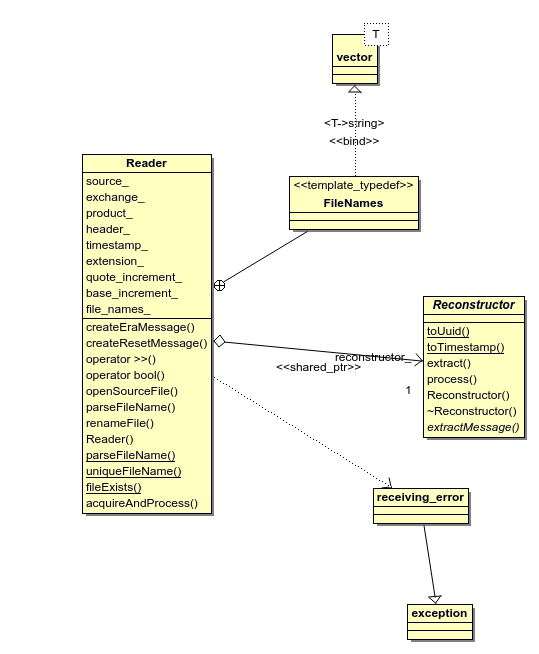 T
vector
<T->string>
<<bind>>
Reader
source_
exchange_
product_
header_
timestamp_
extension_
quote_increment_
base_increment_
file_names_
createEraMessage()
createResetMessage()
operator >>()
operator bool()
openSourceFile()
parseFileName()
renameFile()
Reader()
parseFileName()
uniqueFileName()
fileExists()
acquireAndProcess()
<<template_typedef>>
FileNames
reconstructor_
<<shared_ptr>>
1
Reconstructor
toUuid()
toTimestamp()
extract()
process()
Reconstructor()
~Reconstructor()
extractMessage()
receiving_error
exception